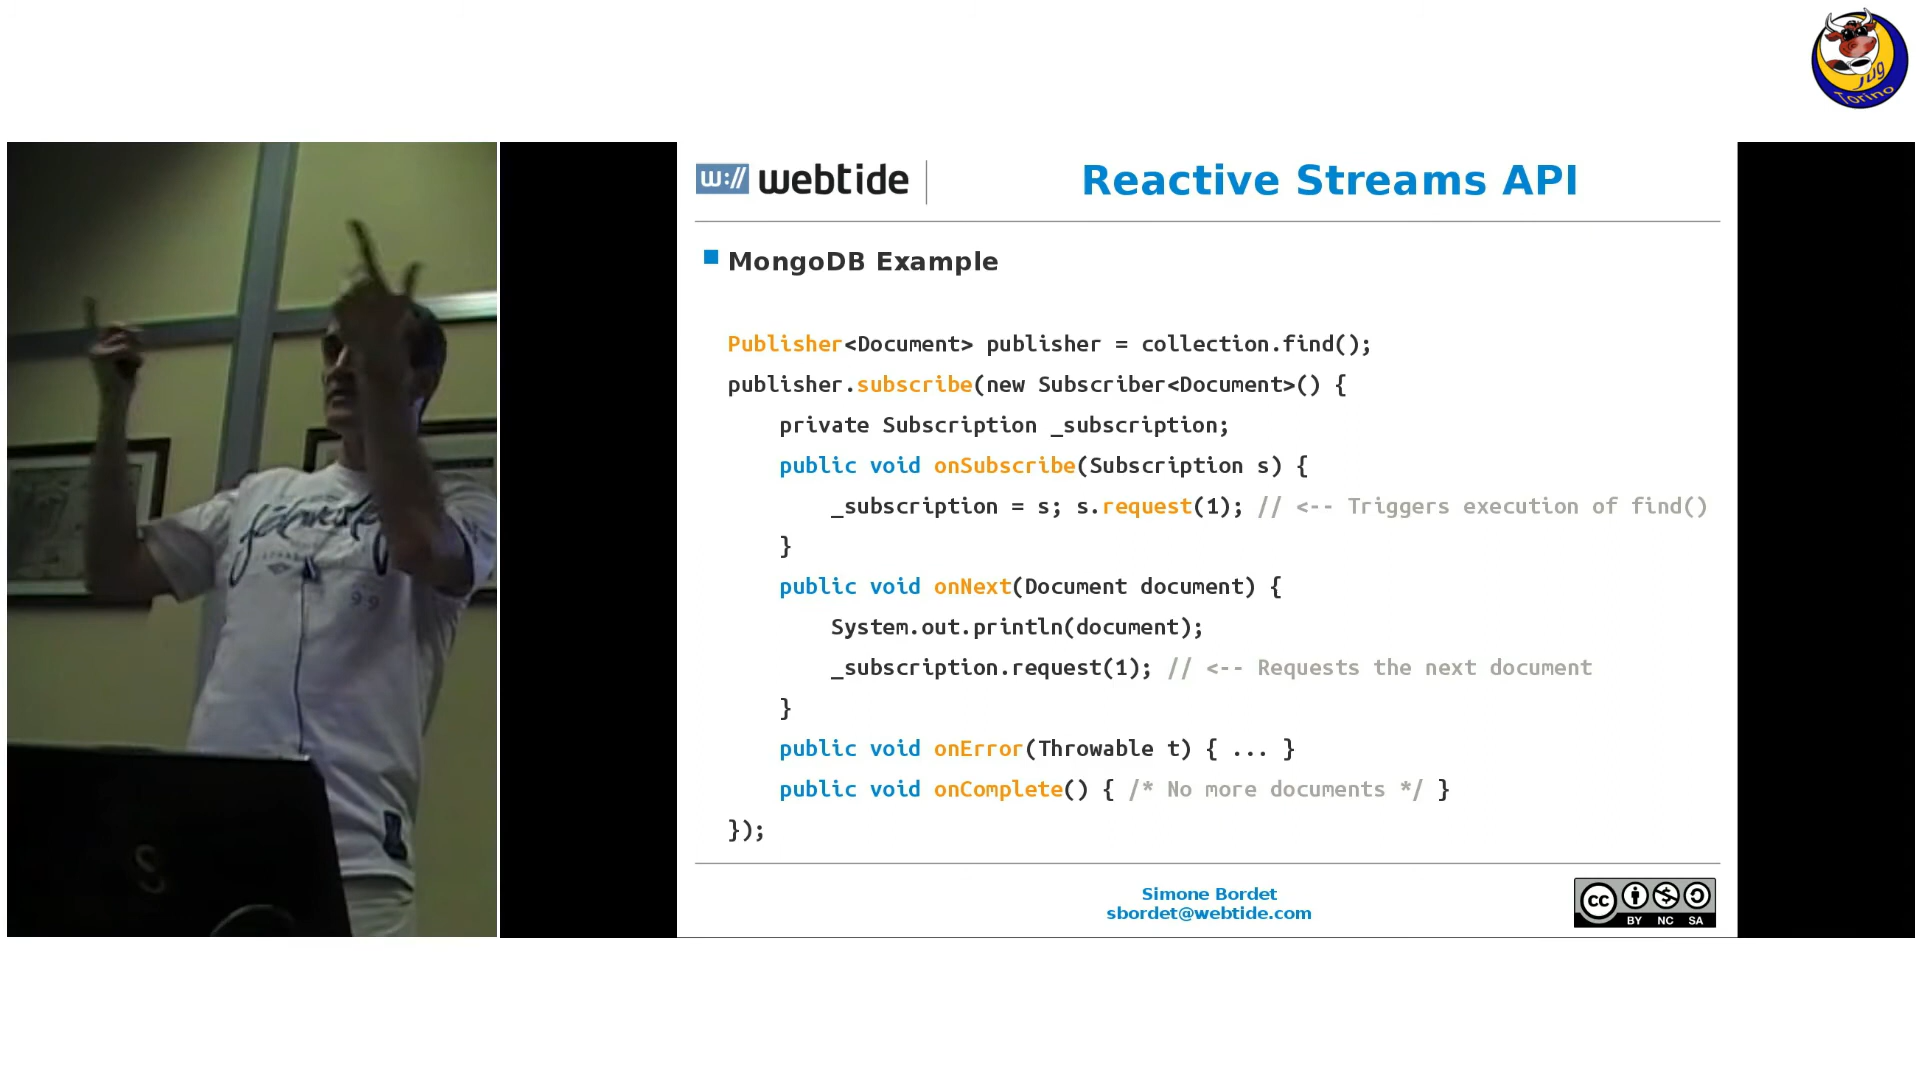 jug
Torino
w:// webtide
Reactive Streams API
MongoDB Example
Publisher<Document> publisher = collection.find();
publisher.subscribe(new Subscriber<Document>() {
    private Subscription _subscription;
    public void onSubscribe(Subscription s) {
        _subscription = s; s.request(1); // <-- Triggers execution of find()
    }
    public void onNext(Document document) {
        System.out.println(document);
        _subscription.request(1); // <-- Requests the next document
    }
    public void onError(Throwable t) { ... }
    public void onComplete() { /* No more documents */ }
});
Simone Bordet
sbordet@webtide.com
cc
BY NC SA
99